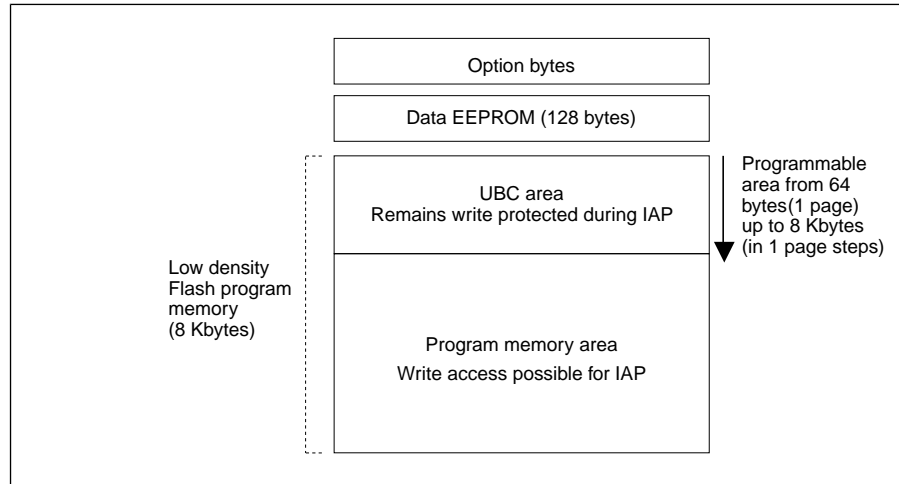 Option bytes
Data EEPROM (128 bytes)
UBC area
Remains write protected during IAP
Programmable
area from 64
bytes(1 page)
up to 8 Kbytes
(in 1 page steps)
Low density
Flash program
memory
(8 Kbytes)
Program memory area
Write access possible for IAP